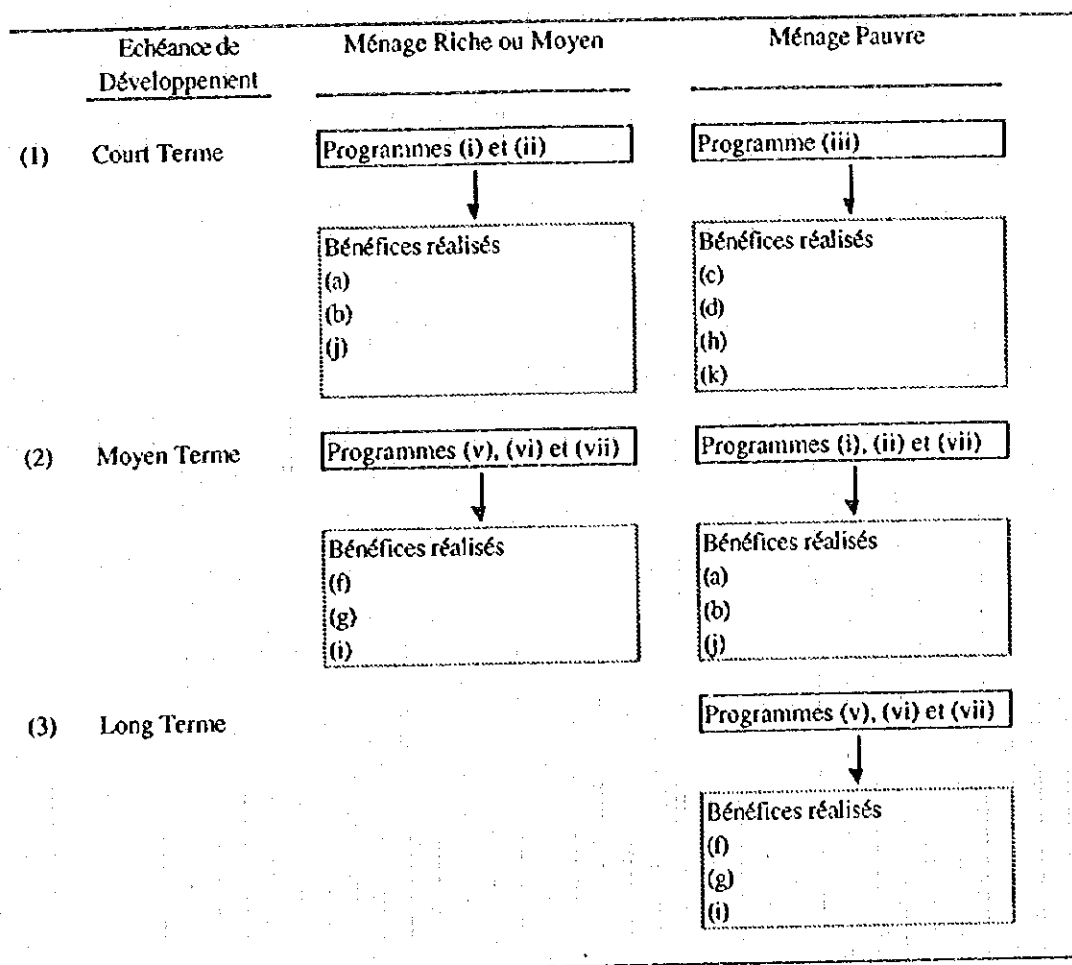 Echéance de Développement Ménage Riche ou Moyen Ménage Pauvre
(1) Court Terme Programmes (i) et (ii) Programme (iii)
Bénéfices réalisés Bénéfices réalisés
(a) (c)
(b) (d)
(j) (h)
(k)
(2) Moyen Terme Programmes (v), (vi) et (vii) Programmes (i), (ii) et (vii)
Bénéfices réalisés Bénéfices réalisés
(f) (a)
(g) (b)
(i) (j)
(3) Long Terme Programmes (v), (vi) et (vii)
Bénéfices réalisés
(f)
(g)
(i)